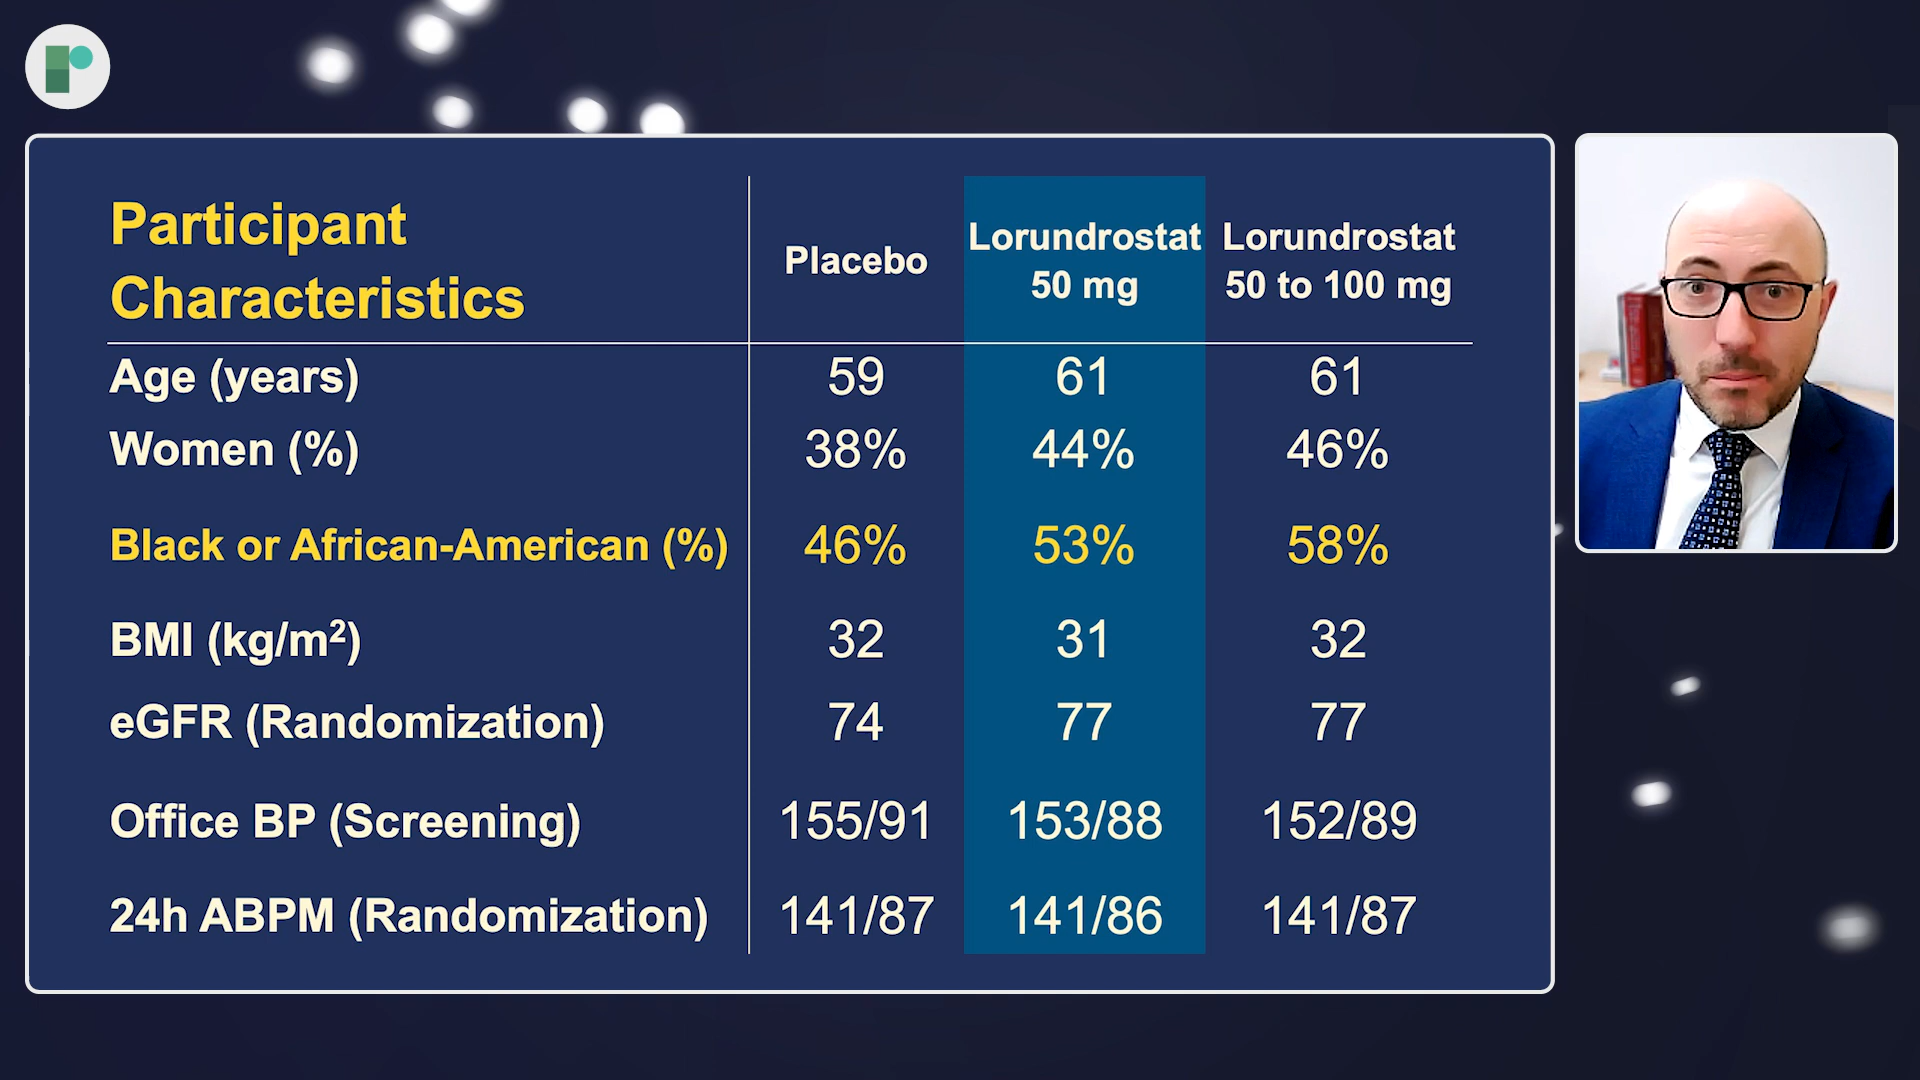 Participant
Characteristics
Placebo
Lorundrostat
50 mg
Lorundrostat
50 to 100 mg
Age (years) 59 61 61
Women (%) 38% 44% 46%
Black or African-American (%) 46% 53% 58%
BMI (kg/m²) 32 31 32
eGFR (Randomization) 74 77 77
Office BP (Screening) 155/91 153/88 152/89
24h ABPM (Randomization) 141/87 141/86 141/87